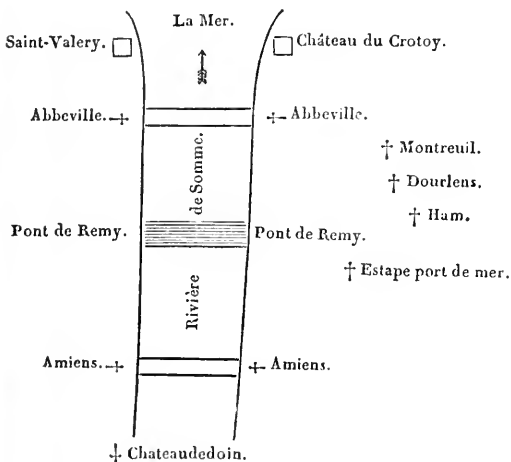 La Mer.
Saint-Valery.
Château du Crotoy.
Abbeville.
Abbeville.
Montreuil.
Dourlens.
Ham.
de Somme.
Pont de Remy.
Pont de Remy.
Estape port de mer.
Rivière
Amiens.
Amiens.
Chateaudedoin.